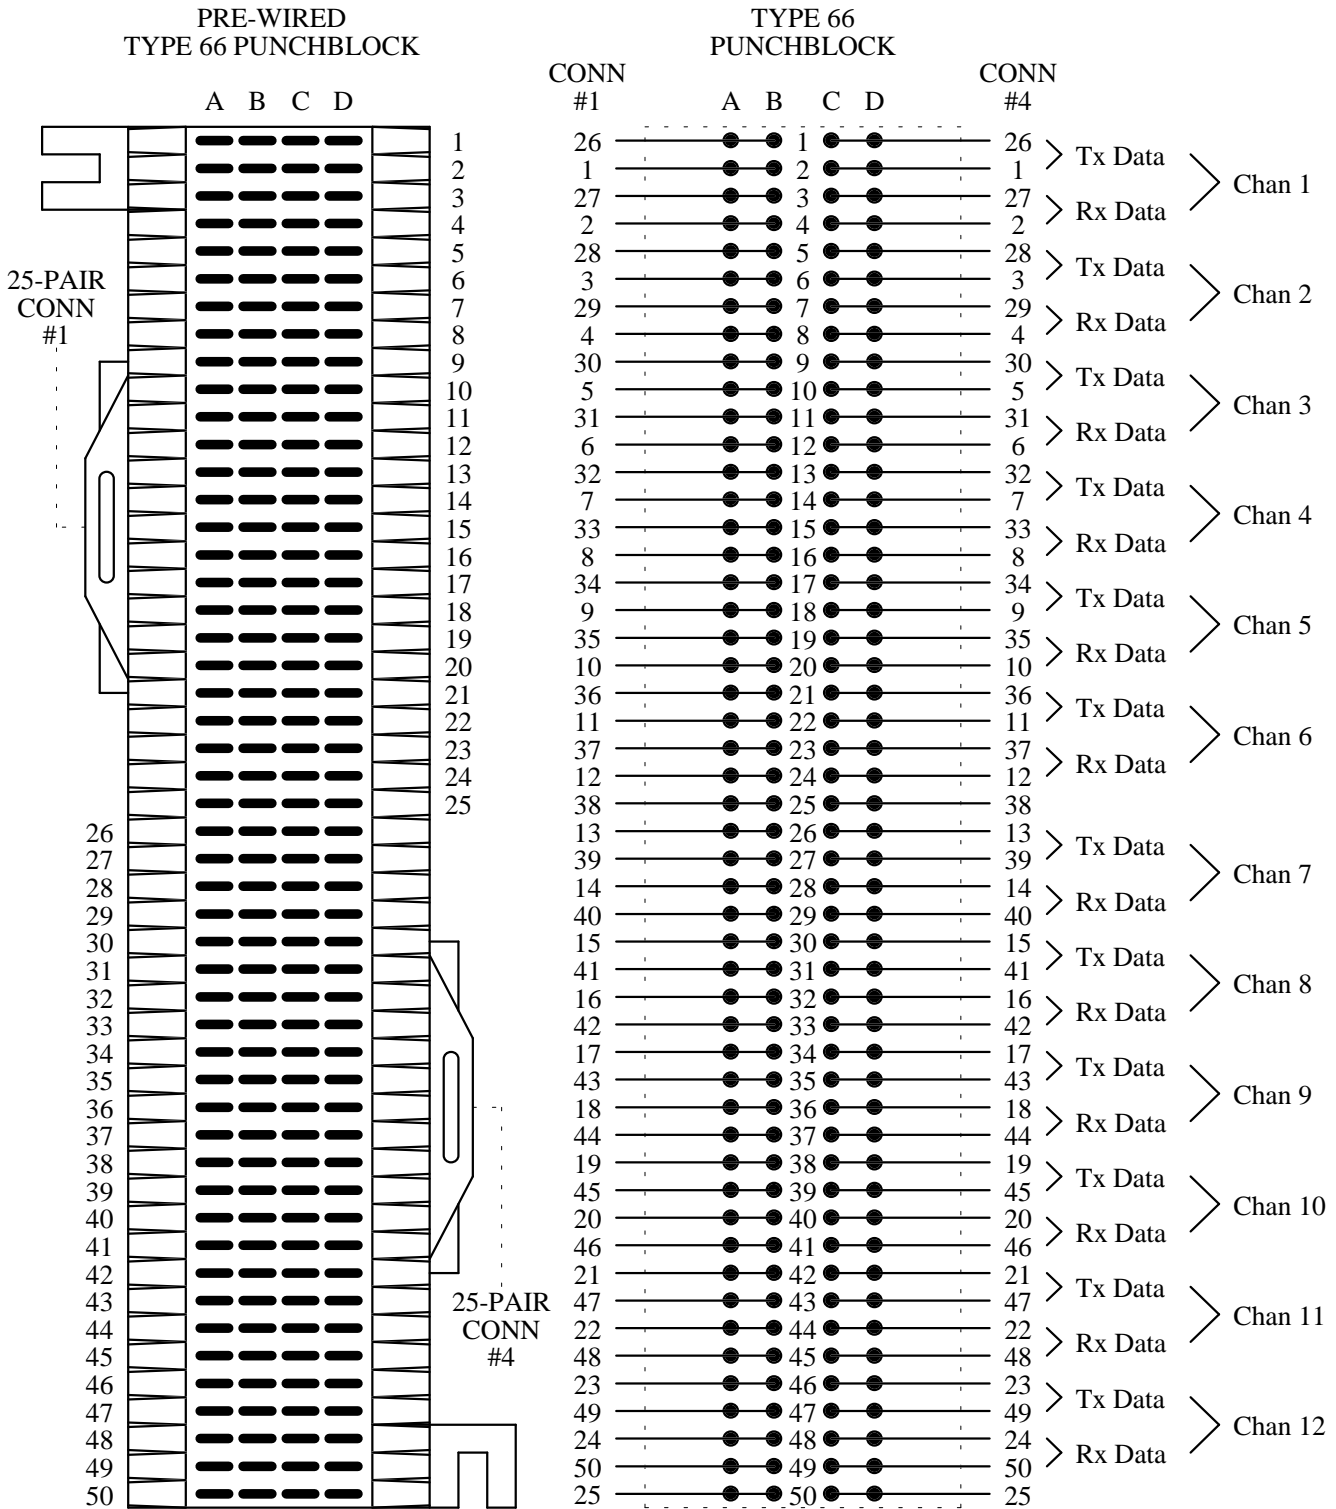 PRE-WIRED
TYPE 66 PUNCHBLOCK
TYPE 66
PUNCHBLOCK
CONN
#1
CONN
#4
A B C D
A B C D
25-PAIR
CONN
#1
1 26 1 26
Tx Data
2 1 2 1
Chan 1
3 27 3 27
Rx Data
4 2 4 2
5 28 5 28
Tx Data
6 3 6 3
Chan 2
7 29 7 29
Rx Data
8 4 8 4
9 30 9 30
Tx Data
10 5 10 5
Chan 3
11 31 11 31
Rx Data
12 6 12 6
13 32 13 32
Tx Data
14 7 14 7
Chan 4
15 33 15 33
Rx Data
16 8 16 8
17 34 17 34
Tx Data
18 9 18 9
Chan 5
19 35 19 35
Rx Data
20 10 20 10
21 36 21 36
Tx Data
22 11 22 11
Chan 6
23 37 23 37
Rx Data
24 12 24 12
25 38 25 38
26 13 26 13
Tx Data
27 39 27 39
Chan 7
28 14 28 14
Rx Data
29 40 29 40
30 15 30 15
Tx Data
31 41 31 41
Chan 8
32 16 32 16
Rx Data
33 42 33 42
34 17 34 17
Tx Data
35 43 35 43
Chan 9
36 18 36 18
Rx Data
37 44 37 44
38 19 38 19
Tx Data
39 45 39 45
Chan 10
40 20 40 20
Rx Data
41 46 41 46
42 21 42 21
Tx Data
43 47 43 47
Chan 11
44 22 44 22
Rx Data
45 48 45 48
46 23 46 23
Tx Data
47 49 47 49
Chan 12
48 24 48 24
Rx Data
49 50 49 50
50 25 50 25
25-PAIR
CONN
#4